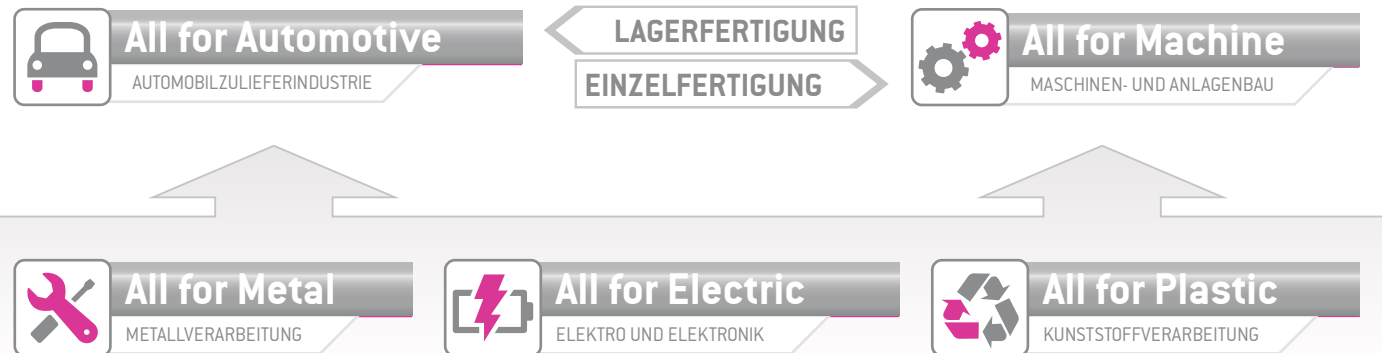 All for Automotive
AUTOMOBILZULIEFERINDUSTRIE
LAGERFERTIGUNG
EINZELFERTIGUNG
All for Machine
MASCHINEN- UND ANLAGENBAU
All for Metal
METALLVERARBEITUNG
All for Electric
ELEKTRO UND ELEKTRONIK
All for Plastic
KUNSTSTOFFVERARBEITUNG